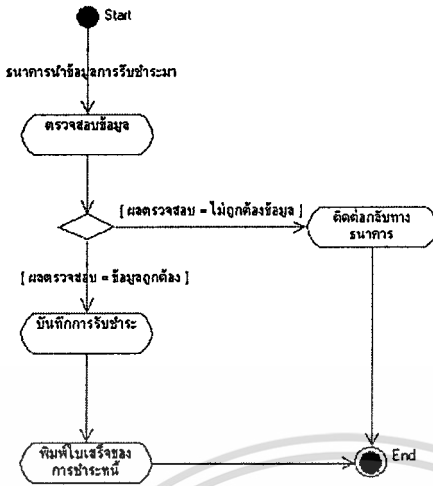 Start
ธนาคารนำข้อมูลการรับชำระมา
ตรวจสอบข้อมูล
[ ผลตรวจสอบ = ไม่ถูกต้องข้อมูล ]
ติดต่อกลับทาง
ธนาคาร
[ ผลตรวจสอบ = ข้อมูลถูกต้อง ]
บันทึกการรับชำระ
พิมพ์ใบเสร็จของ
การชำระหนี้
End